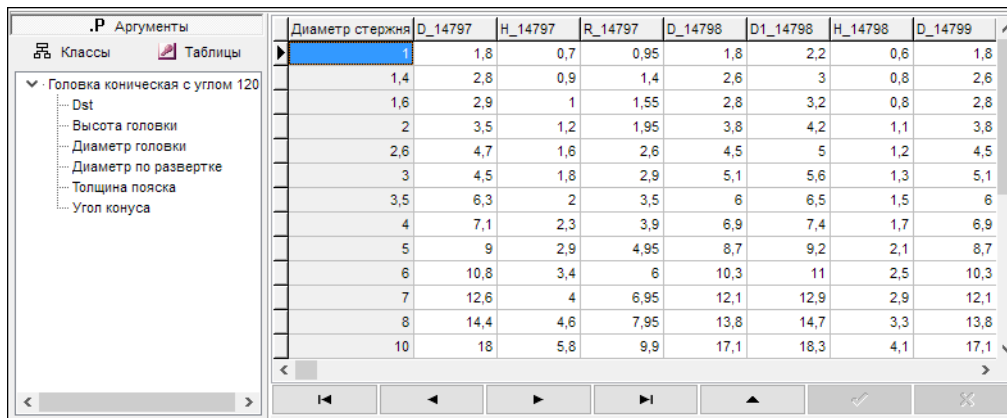 .P Аргументы
Классы Таблицы
Головка коническая с углом 120
Dst
Высота головки
Диаметр головки
Диаметр по развертке
Толщина пояска
Угол конуса
Диаметр стержня D_14797 H_14797 R_14797 D_14798 D1_14798 H_14798 D_14799
1 1,8 0,7 0,95 1,8 2,2 0,6 1,8
1,4 2,8 0,9 1,4 2,6 3 0,8 2,6
1,6 2,9 1 1,55 2,8 3,2 0,8 2,8
2 3,5 1,2 1,95 3,8 4,2 1,1 3,8
2,6 4,7 1,6 2,6 4,5 5 1,2 4,5
3 4,5 1,8 2,9 5,1 5,6 1,3 5,1
3,5 6,3 2 3,5 6 6,5 1,5 6
4 7,1 2,3 3,9 6,9 7,4 1,7 6,9
5 9 2,9 4,95 8,7 9,2 2,1 8,7
6 10,8 3,4 6 10,3 11 2,5 10,3
7 12,6 4 6,95 12,1 12,9 2,9 12,1
8 14,4 4,6 7,95 13,8 14,7 3,3 13,8
10 18 5,8 9,9 17,1 18,3 4,1 17,1